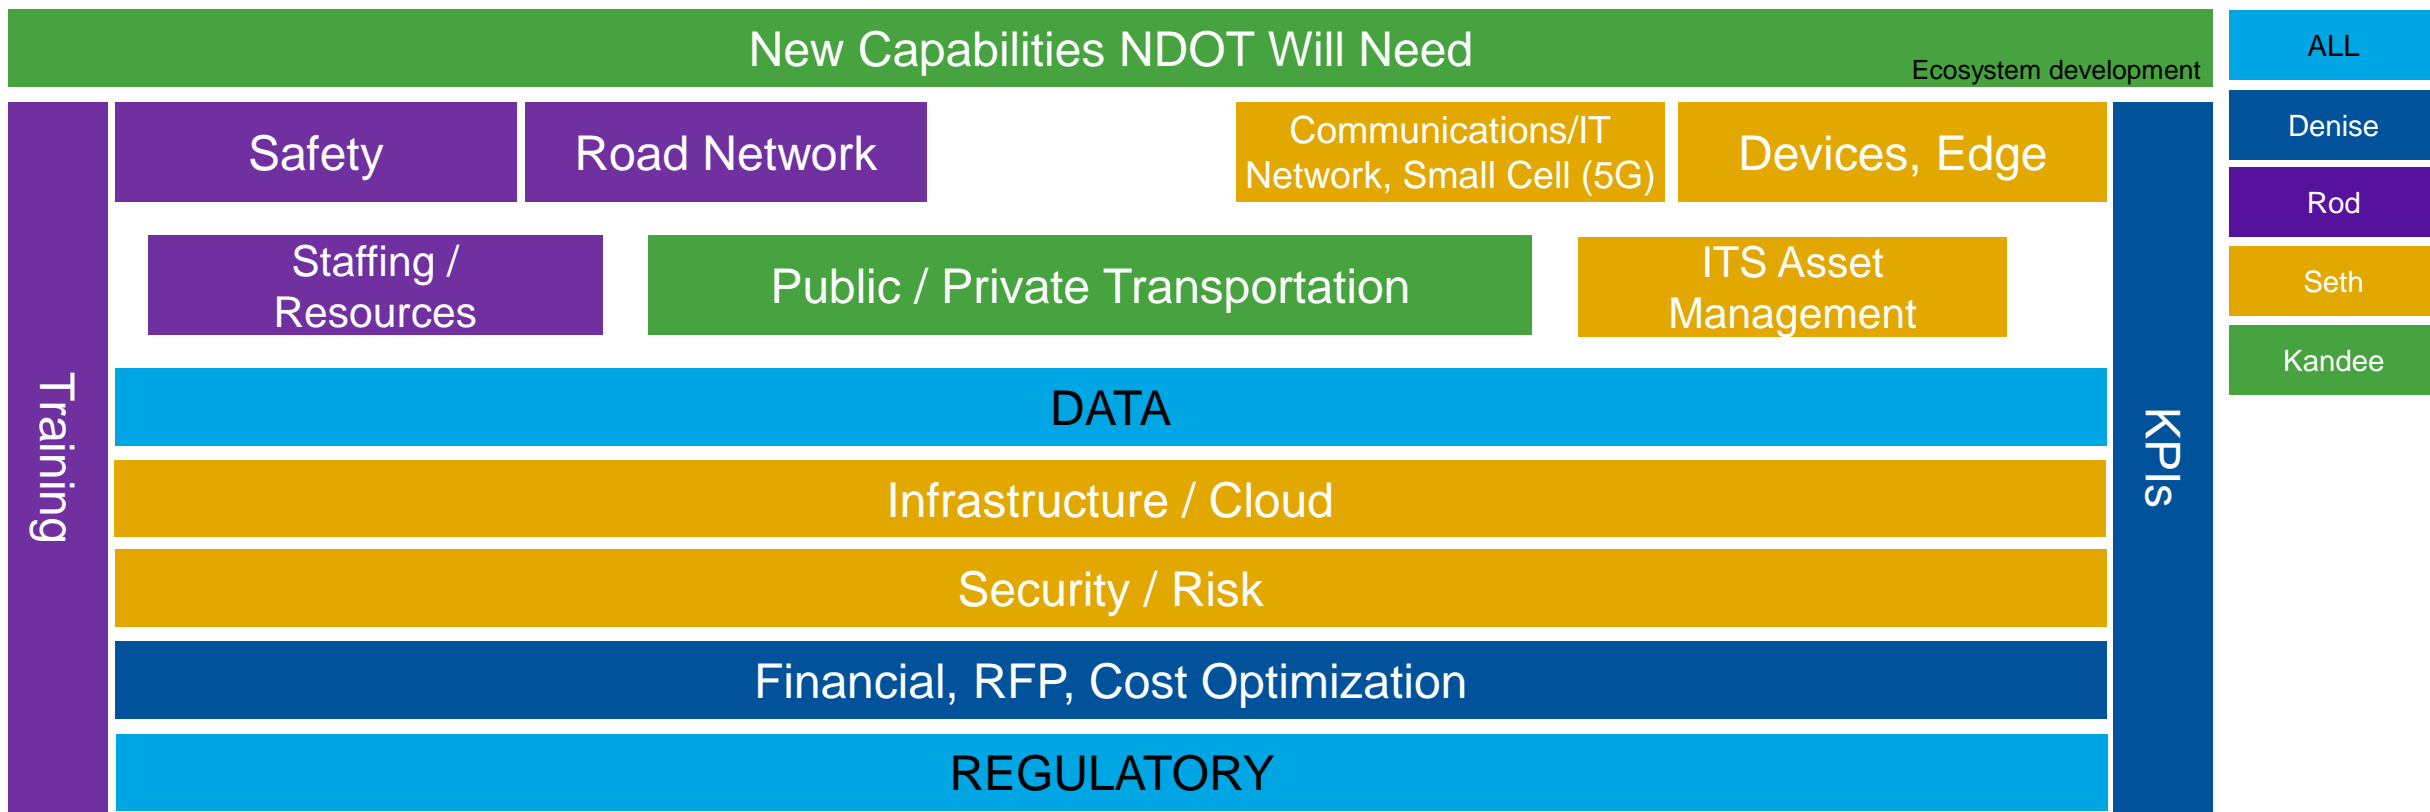 New Capabilities NDOT Will Need
Ecosystem development
ALL
Denise
Rod
Seth
Kandee
Training
Safety
Road Network
Communications/IT
Network, Small Cell (5G)
Devices, Edge
Staffing /
Resources
Public / Private Transportation
ITS Asset
Management
DATA
Infrastructure / Cloud
Security / Risk
Financial, RFP, Cost Optimization
REGULATORY
KPIs